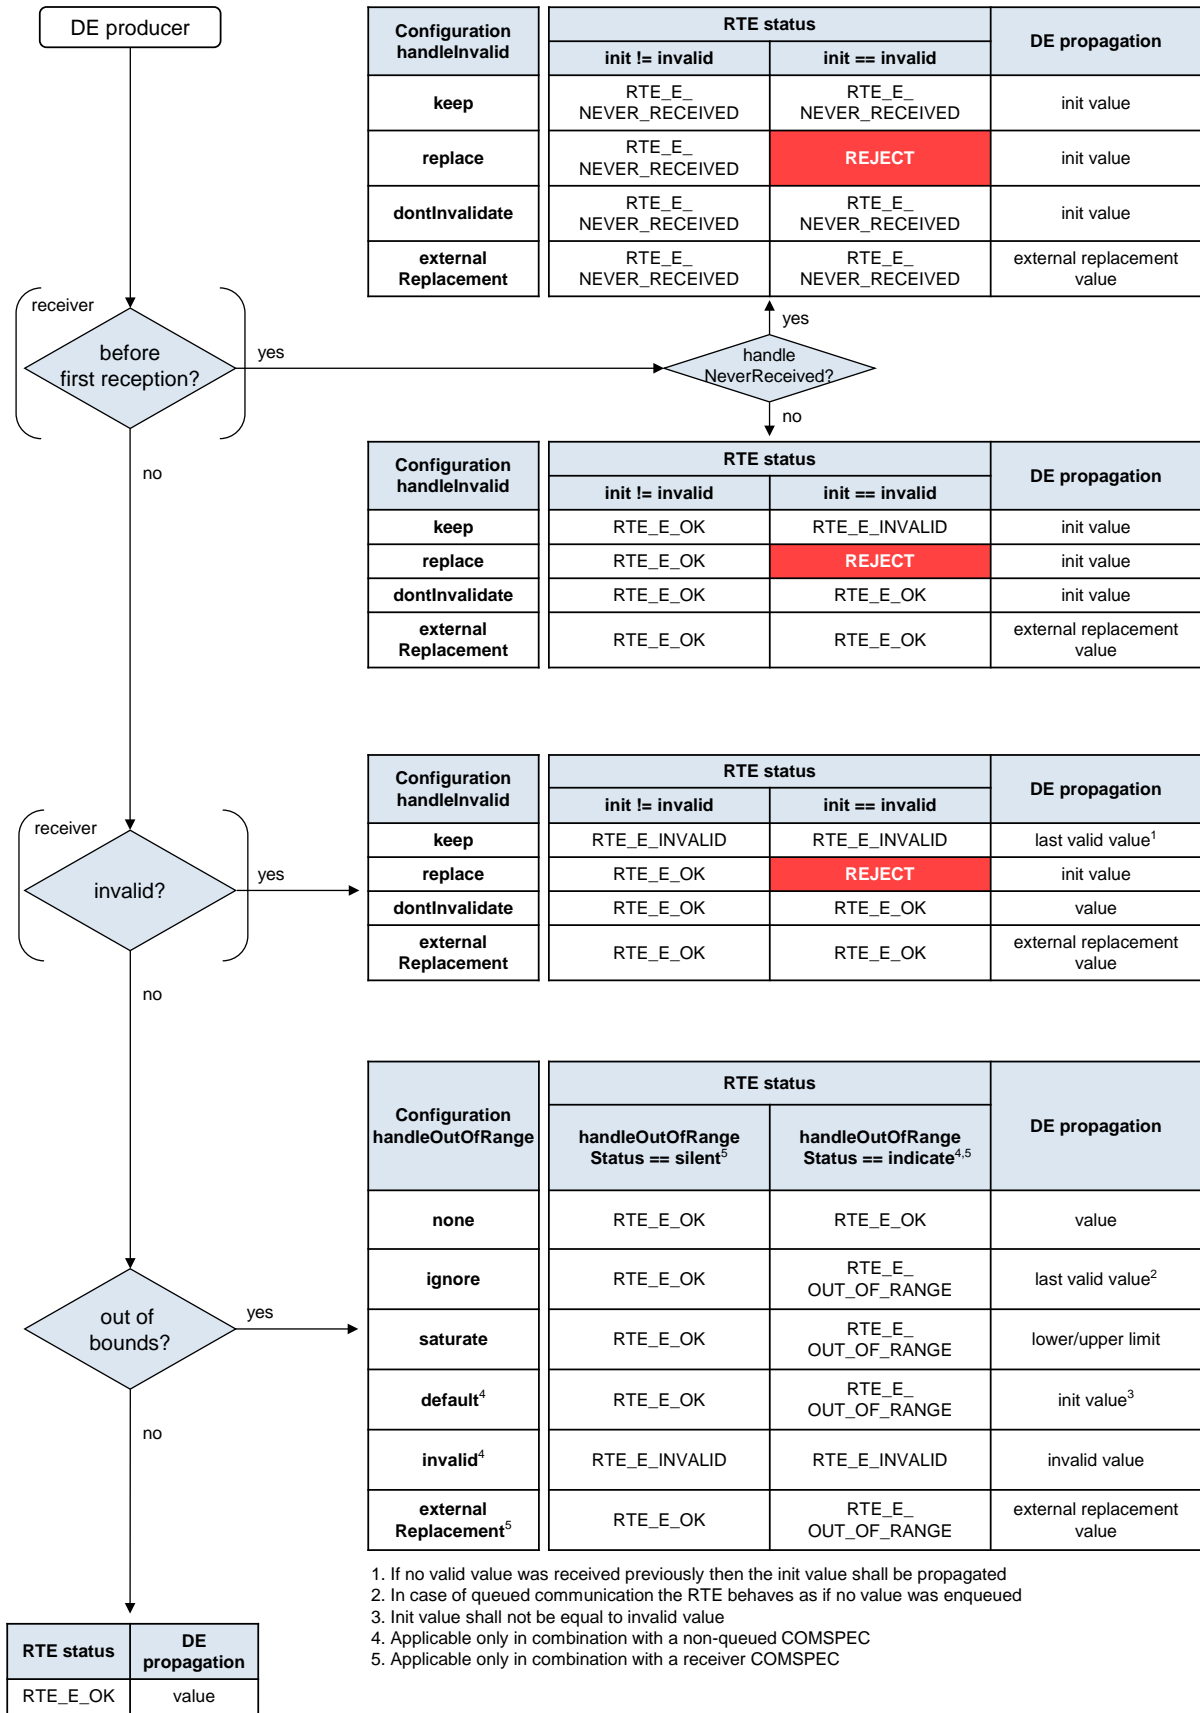 DE producer
Configuration
handleInvalid
RTE status
DE propagation
init != invalid
init == invalid
keep
RTE_E_
NEVER_RECEIVED
RTE_E_
NEVER_RECEIVED
init value
replace
RTE_E_
NEVER_RECEIVED
REJECT
init value
dontInvalidate
RTE_E_
NEVER_RECEIVED
RTE_E_
NEVER_RECEIVED
init value
external
Replacement
RTE_E_
NEVER_RECEIVED
RTE_E_
NEVER_RECEIVED
external replacement
value
receiver
before
first reception?
yes
handle
NeverReceived?
yes
no
no
Configuration
handleInvalid
RTE status
DE propagation
init != invalid
init == invalid
keep
RTE_E_OK
RTE_E_INVALID
init value
replace
RTE_E_OK
REJECT
init value
dontInvalidate
RTE_E_OK
RTE_E_OK
init value
external
Replacement
RTE_E_OK
RTE_E_OK
external replacement
value
receiver
invalid?
yes
no
Configuration
handleInvalid
RTE status
DE propagation
init != invalid
init == invalid
keep
RTE_E_INVALID
RTE_E_INVALID
last valid value1
replace
RTE_E_OK
REJECT
init value
dontInvalidate
RTE_E_OK
RTE_E_OK
value
external
Replacement
RTE_E_OK
RTE_E_OK
external replacement
value
out of
bounds?
yes
no
Configuration
handleOutOfRange
RTE status
DE propagation
handleOutOfRange
Status == silent5
handleOutOfRange
Status == indicate4,5
none
RTE_E_OK
RTE_E_OK
value
ignore
RTE_E_OK
RTE_E_
OUT_OF_RANGE
last valid value2
saturate
RTE_E_OK
RTE_E_
OUT_OF_RANGE
lower/upper limit
default4
RTE_E_OK
RTE_E_
OUT_OF_RANGE
init value3
invalid4
RTE_E_INVALID
RTE_E_INVALID
invalid value
external
Replacement5
RTE_E_OK
RTE_E_
OUT_OF_RANGE
external replacement
value
1. If no valid value was received previously then the init value shall be propagated
2. In case of queued communication the RTE behaves as if no value was enqueued
3. Init value shall not be equal to invalid value
4. Applicable only in combination with a non-queued COMSPEC
5. Applicable only in combination with a receiver COMSPEC
RTE status
DE
propagation
RTE_E_OK
value